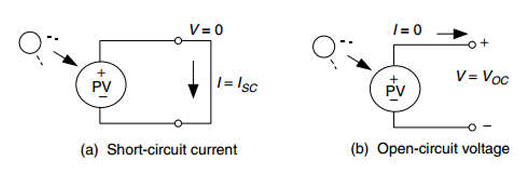 V = 0
+
PV
−
I = I_SC
(a) Short-circuit current
I = 0
+
+
PV
−
V = V_OC
−
(b) Open-circuit voltage